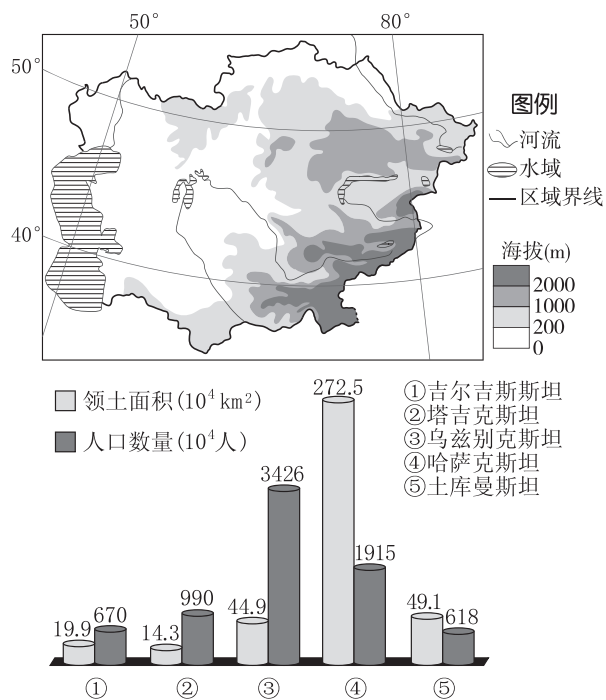 50°
80°
50°
40°
图例
河流
水域
区域界线
海拔(m)
2000
1000
200
0
领土面积(10⁴km²)
人口数量(10⁴人)
①吉尔吉斯斯坦
②塔吉克斯坦
③乌兹别克斯坦
④哈萨克斯坦
⑤土库曼斯坦
19.9 670
14.3 990
44.9 3426
272.5 1915
49.1 618
① ② ③ ④ ⑤